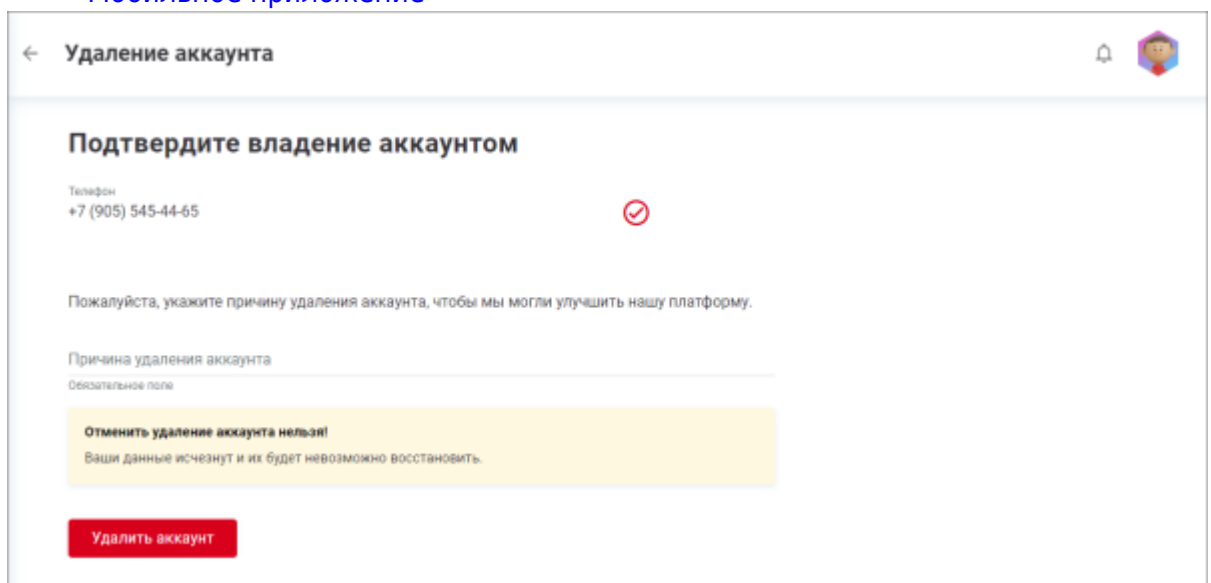 Мобильное приложение
Удаление аккаунта
Подтвердите владение аккаунтом
Телефон
+7 (905) 545-44-65
Пожалуйста, укажите причину удаления аккаунта, чтобы мы могли улучшить нашу платформу.
Причина удаления аккаунта
Обязательное поле
Отменить удаление аккаунта нельзя!
Ваши данные исчезнут и их будет невозможно восстановить.
Удалить аккаунт